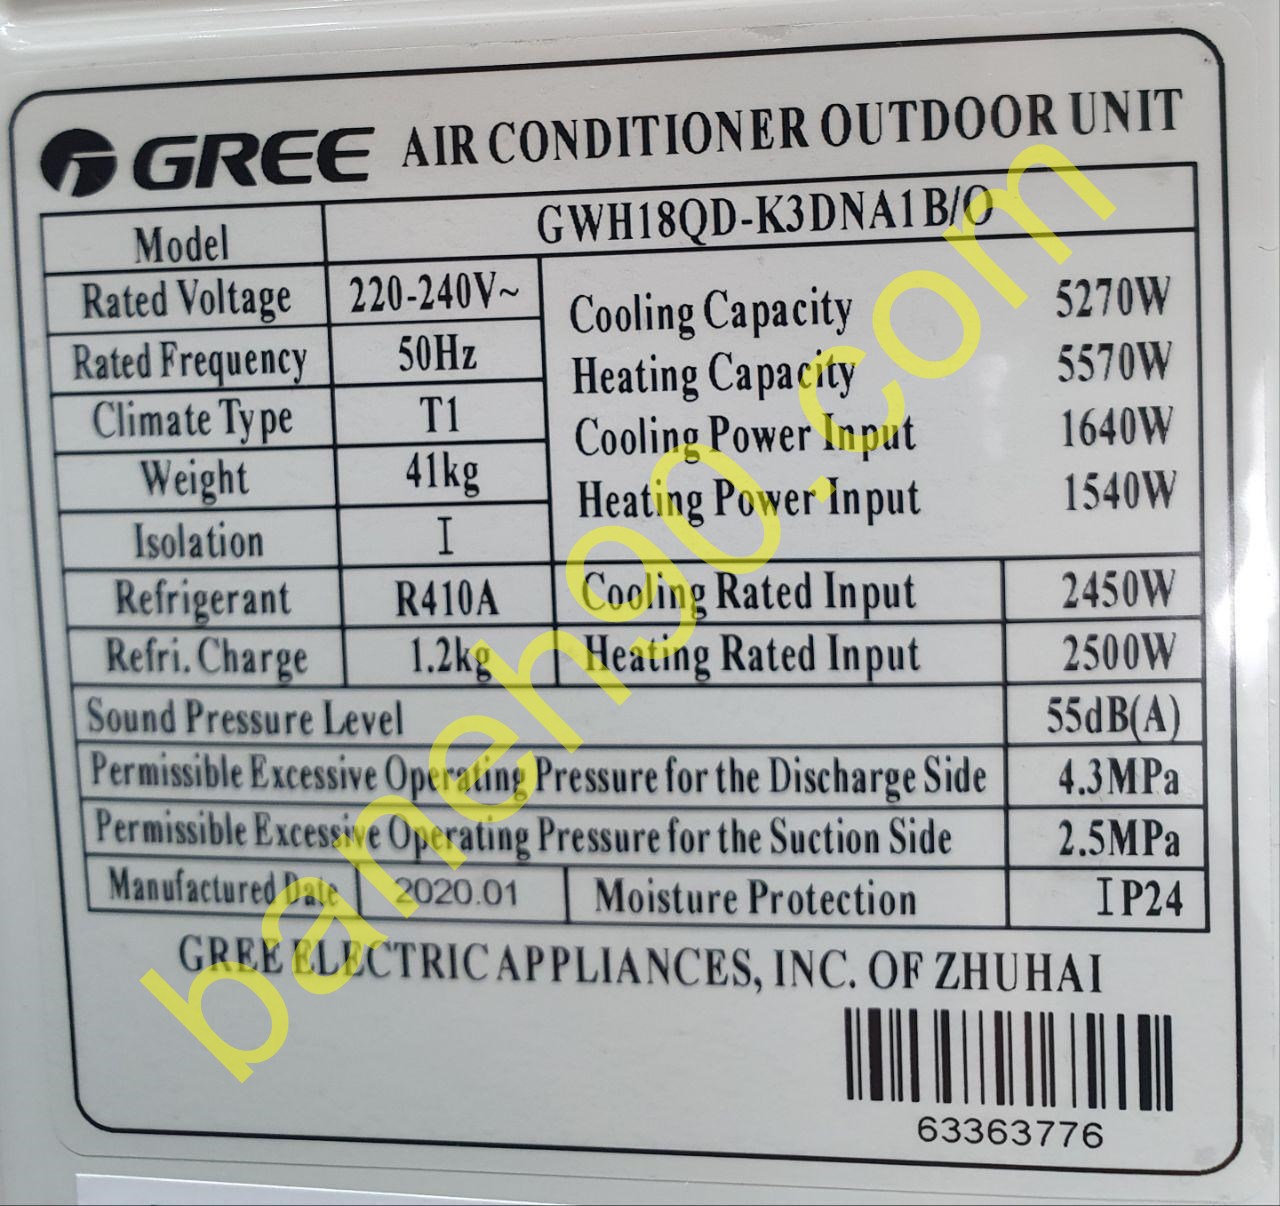 GREE AIR CONDITIONER OUTDOOR UNIT
Model GWH18QD-K3DNA1B/O
Rated Voltage 220-240V~ Cooling Capacity 5270W
Rated Frequency 50Hz Heating Capacity 5570W
Climate Type T1 Cooling Power Input 1640W
Weight 41kg Heating Power Input 1540W
Isolation I
Refrigerant R410A Cooling Rated Input 2450W
Refri. Charge 1.2kg Heating Rated Input 2500W
Sound Pressure Level 55dB(A)
Permissible Excessive Operating Pressure for the Discharge Side 4.3MPa
Permissible Excessive Operating Pressure for the Suction Side 2.5MPa
Manufactured Date 2020.01 Moisture Protection IP24
GREE ELECTRIC APPLIANCES, INC. OF ZHUHAI
63363776
baneh90.com